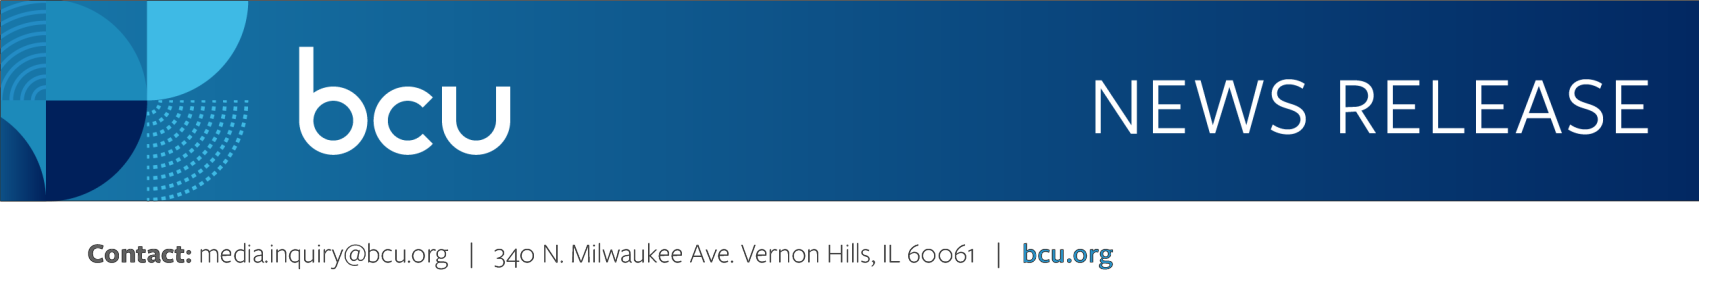 bcu
NEWS RELEASE
Contact: media.inquiry@bcu.org | 340 N. Milwaukee Ave. Vernon Hills, IL 60061 | bcu.org